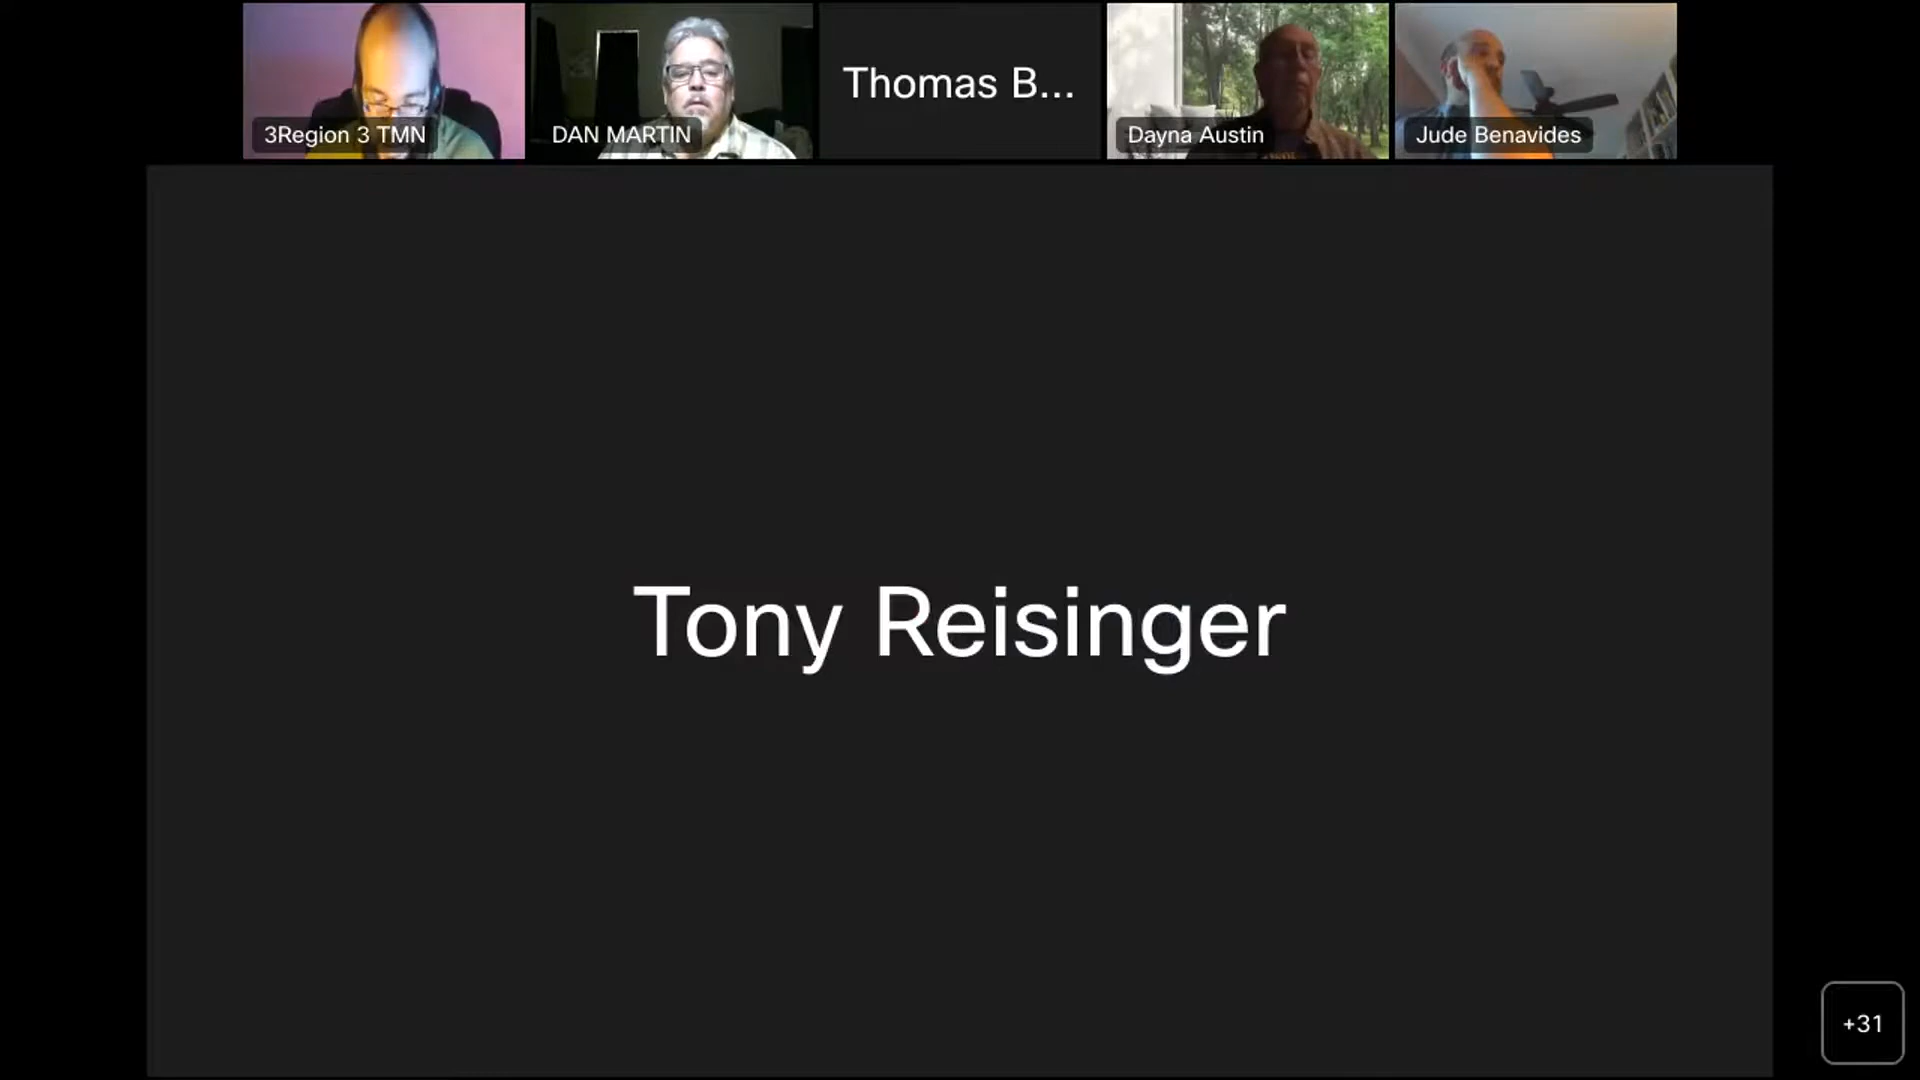 3Region 3 TMN
DAN MARTIN
Thomas B...
Dayna Austin
Jude Benavides
Tony Reisinger
+31